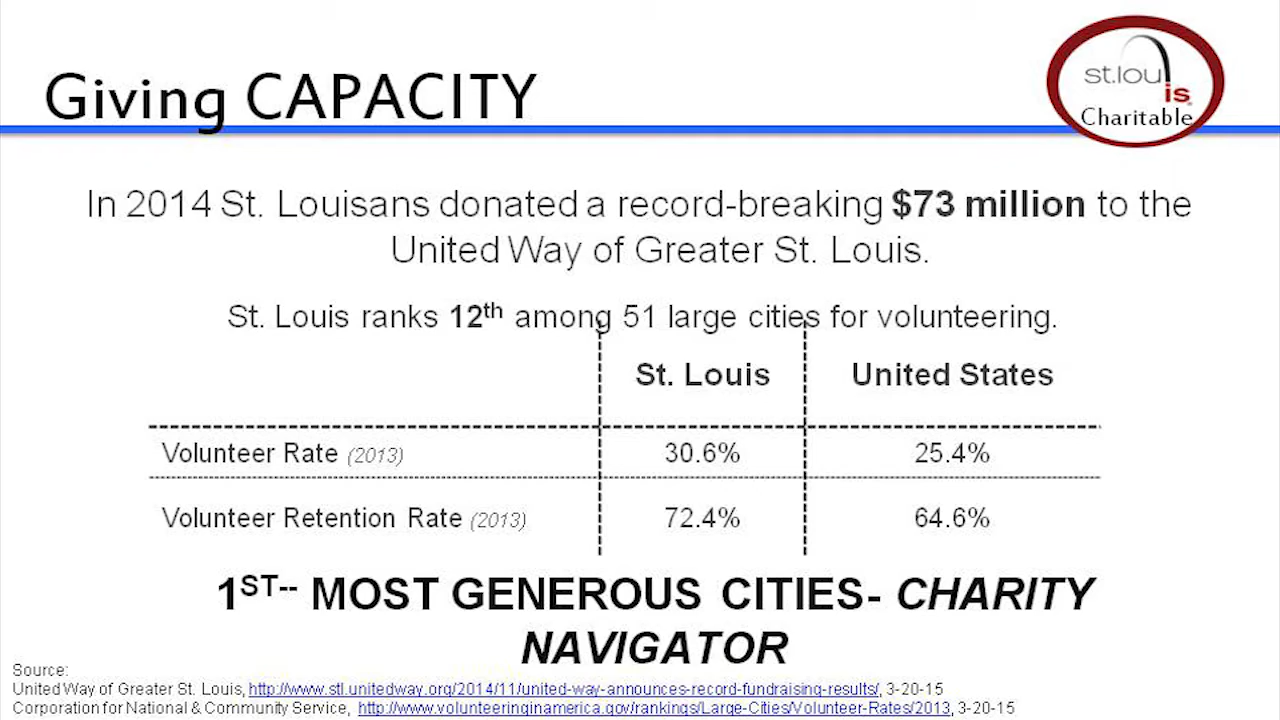 Giving CAPACITY
st.louis
Charitable
In 2014 St. Louisans donated a record-breaking $73 million to the
United Way of Greater St. Louis.
St. Louis ranks 12th among 51 large cities for volunteering.
St. Louis United States
Volunteer Rate (2013) 30.6% 25.4%
Volunteer Retention Rate (2013) 72.4% 64.6%
1ST-- MOST GENEROUS CITIES- CHARITY
NAVIGATOR
Source:
United Way of Greater St. Louis, http://www.stl.unitedway.org/2014/11/united-way-announces-record-fundraising-results/, 3-20-15
Corporation for National & Community Service, http://www.volunteeringinamerica.gov/rankings/Large-Cities/Volunteer-Rates/2013, 3-20-15